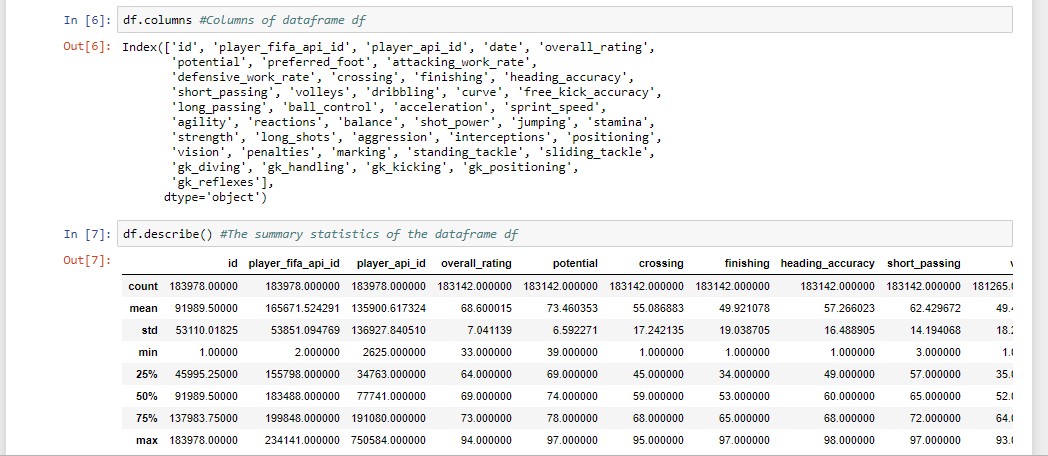 In [6]: df.columns #Columns of dataframe df
Out[6]: Index(['id', 'player_fifa_api_id', 'player_api_id', 'date', 'overall_rating',
'potential', 'preferred_foot', 'attacking_work_rate',
'defensive_work_rate', 'crossing', 'finishing', 'heading_accuracy',
'short_passing', 'volleys', 'dribbling', 'curve', 'free_kick_accuracy',
'long_passing', 'ball_control', 'acceleration', 'sprint_speed',
'agility', 'reactions', 'balance', 'shot_power', 'jumping', 'stamina',
'strength', 'long_shots', 'aggression', 'interceptions', 'positioning',
'vision', 'penalties', 'marking', 'standing_tackle', 'sliding_tackle',
'gk_diving', 'gk_handling', 'gk_kicking', 'gk_positioning',
'gk_reflexes'],
dtype='object')
In [7]: df.describe() #The summary statistics of the dataframe df
Out[7]:
id player_fifa_api_id player_api_id overall_rating potential crossing finishing heading_accuracy short_passing
count 183978.00000 183978.000000 183978.000000 183142.000000 183142.000000 183142.000000 183142.000000 183142.000000 183142.000000 181265.
mean 91989.50000 165671.524291 135900.617324 68.600015 73.460353 55.086883 49.921078 57.266023 62.429672 49.
std 53110.01825 53851.094769 136927.840510 7.041139 6.592271 17.242135 19.038705 16.488905 14.194068 18.
min 1.00000 2.000000 2625.000000 33.000000 39.000000 1.000000 1.000000 1.000000 3.000000 1.
25% 45995.25000 155798.000000 34763.000000 64.000000 69.000000 45.000000 34.000000 49.000000 57.000000 35.
50% 91989.50000 183488.000000 77741.000000 69.000000 74.000000 59.000000 53.000000 60.000000 65.000000 52.
75% 137983.75000 199848.000000 191080.000000 73.000000 78.000000 68.000000 65.000000 68.000000 72.000000 64.
max 183978.00000 234141.000000 750584.000000 94.000000 97.000000 95.000000 97.000000 98.000000 97.000000 93.